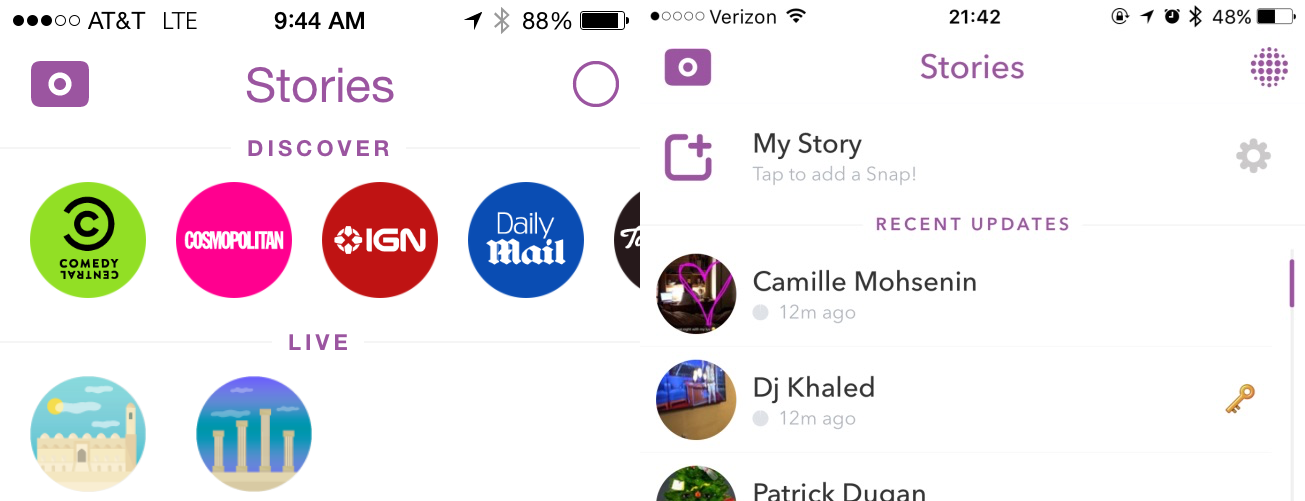 AT&T LTE 9:44 AM 88%
Stories
DISCOVER
COMEDY
CENTRAL
COSMOPOLITAN
IGN
Daily
Mail
LIVE
Verizon 21:42 48%
Stories
My Story
Tap to add a Snap!
RECENT UPDATES
Camille Mohsenin
12m ago
Dj Khaled
12m ago
Patrick Dugan